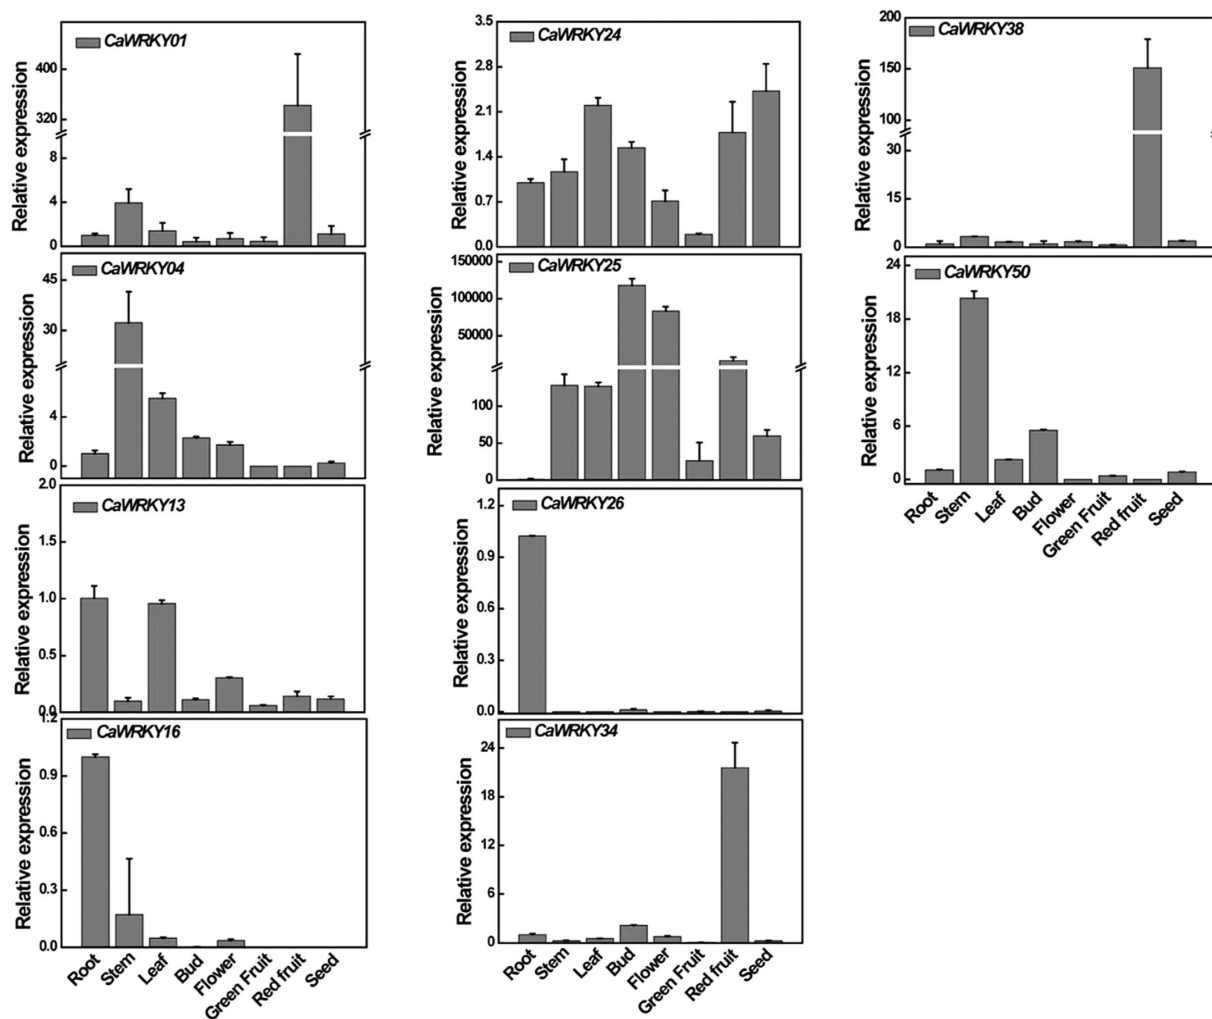 CaWRKY01
Relative expression
400
320
8
4
0
CaWRKY04
Relative expression
45
30
4
0
CaWRKY13
Relative expression
2.0
1.5
1.0
0.5
0.0
CaWRKY16
Relative expression
1.2
0.9
0.6
0.3
0.0
Root
Stem
Leaf
Bud
Flower
Green Fruit
Red fruit
Seed
CaWRKY24
Relative expression
3.5
2.8
2.1
1.4
0.7
0.0
CaWRKY25
Relative expression
150000
100000
50000
100
50
0
CaWRKY26
Relative expression
1.2
0.9
0.6
0.3
0.0
CaWRKY34
Relative expression
24
18
12
6
0
Root
Stem
Leaf
Bud
Flower
Green Fruit
Red fruit
Seed
CaWRKY38
Relative expression
200
150
100
30
15
0
CaWRKY50
Relative expression
24
18
12
6
0
Root
Stem
Leaf
Bud
Flower
Green Fruit
Red fruit
Seed